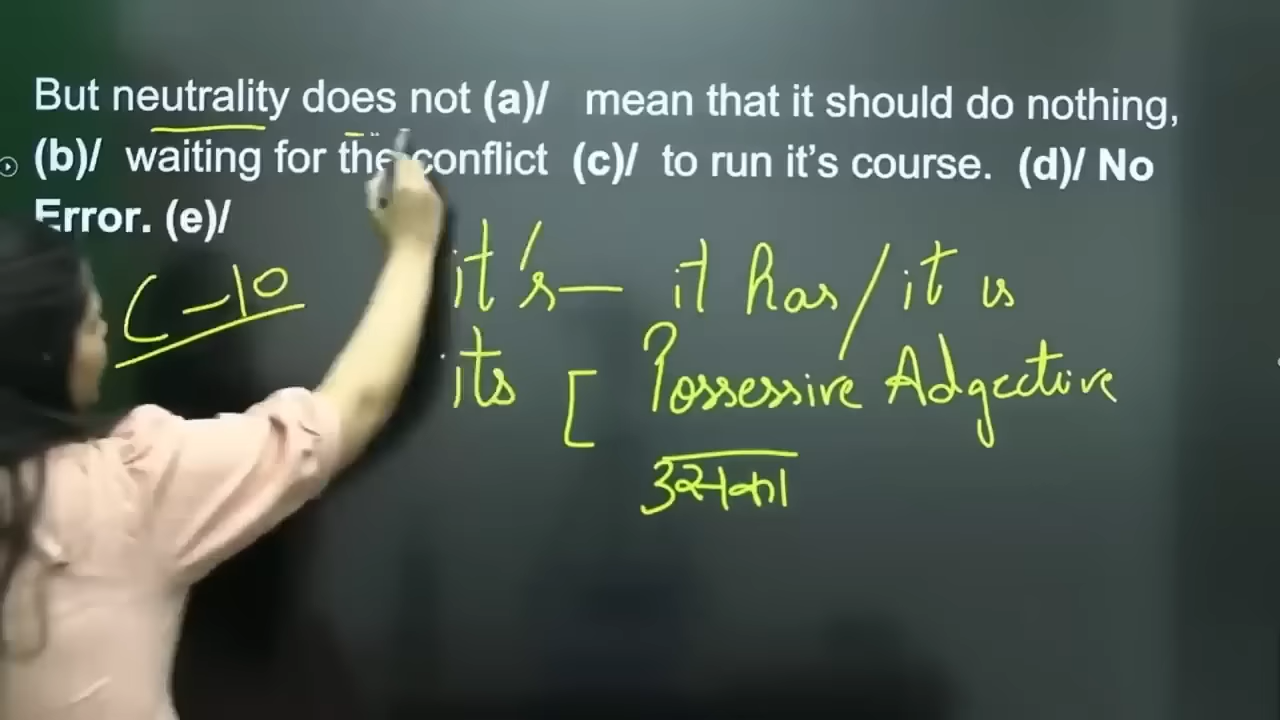 But neutrality does not (a)/ mean that it should do nothing,
(b)/ waiting for the conflict (c)/ to run it's course. (d)/ No
Error. (e)/
C-10
it's — it has/it is
its [ Possessive Adjective
उसका